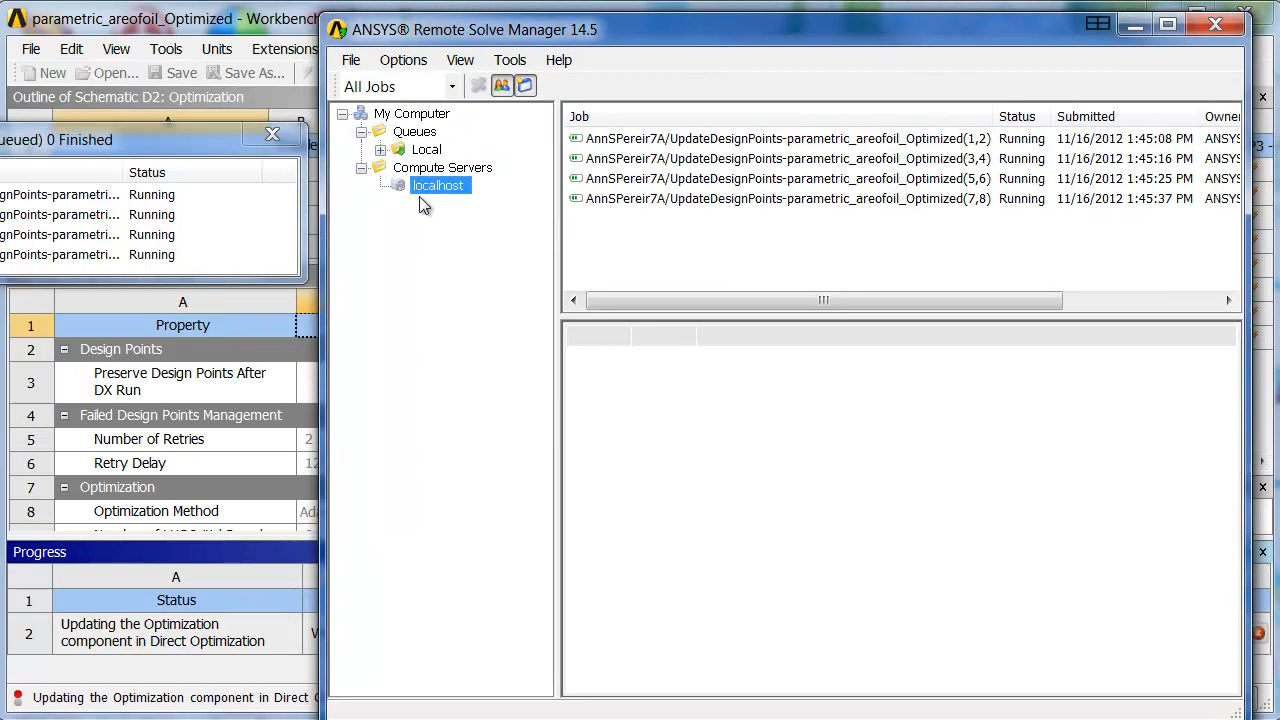 parametric_areofoil_Optimized - Workbench
File Edit View Tools Units Extensions
New Open... Save Save As...
Outline of Schematic D2: Optimization
A
0 Finished
Status
gnPoints-parametri... Running
gnPoints-parametri... Running
gnPoints-parametri... Running
gnPoints-parametri... Running
A
1 Property
2 Design Points
3 Preserve Design Points After
DX Run
4 Failed Design Points Management
5 Number of Retries 2
6 Retry Delay 12
7 Optimization
8 Optimization Method Ada
Progress
A
1 Status
2 Updating the Optimization
component in Direct Optimization
Updating the Optimization component in Direct
ANSYS® Remote Solve Manager 14.5
File Options View Tools Help
All Jobs
My Computer
Queues
Local
Compute Servers
localhost
Job Status Submitted Owne
AnnSPereir7A/UpdateDesignPoints-parametric_areofoil_Optimized(1,2) Running 11/16/2012 1:45:08 PM ANSYS
AnnSPereir7A/UpdateDesignPoints-parametric_areofoil_Optimized(3,4) Running 11/16/2012 1:45:16 PM ANSYS
AnnSPereir7A/UpdateDesignPoints-parametric_areofoil_Optimized(5,6) Running 11/16/2012 1:45:25 PM ANSYS
AnnSPereir7A/UpdateDesignPoints-parametric_areofoil_Optimized(7,8) Running 11/16/2012 1:45:37 PM ANSYS